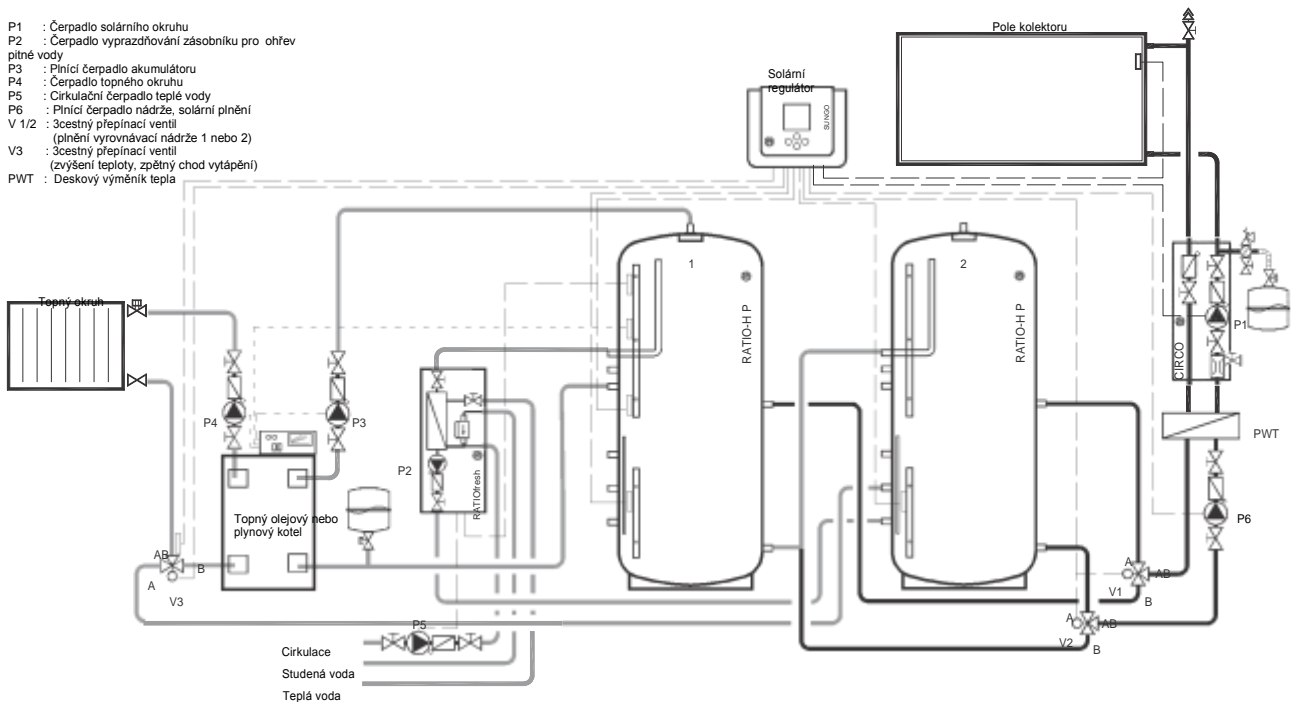 P1 : Čerpadlo solárního okruhu
P2 : Čerpadlo vyprazdňování zásobníku pro ohřev
pitné vody
P3 : Plnící čerpadlo akumulátoru
P4 : Čerpadlo topného okruhu
P5 : Cirkulační čerpadlo teplé vody
P6 : Plnící čerpadlo nádrže, solární plnění
V 1/2 : 3cestný přepínací ventil
(plnění vyrovnávací nádrže 1 nebo 2)
V3 : 3cestný přepínací ventil
(zvýšení teploty, zpětný chod vytápění)
PWT : Deskový výměník tepla
Solární
regulátor
SUNGO
Pole kolektoru
Topný okruh
P4
P3
Topný olejový nebo
plynový kotel
AB
A
B
V3
P2
RATIOfresh
P5
Cirkulace
Studená voda
Teplá voda
1
RATIO-H P
2
RATIO-H P
CIRCO
P1
PWT
P6
A
AB
V1
B
A
AB
V2
B